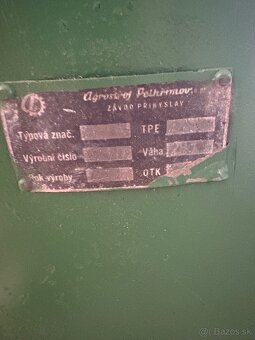 Agrostroj Pelhřimov, n.p.
ZÁVOD PŘIBYSLAV
Typová znač. TPE
Výrobní číslo Váha
Rok výroby OTK
© Bazos.sk